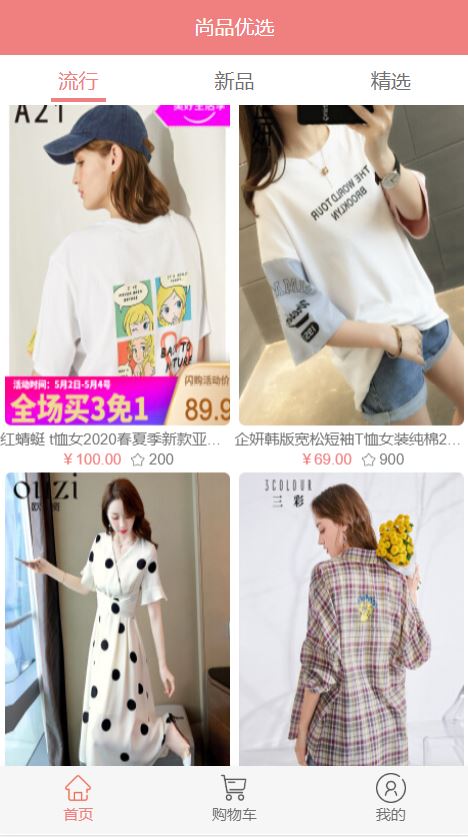 尚品优选
流行
新品
精选
A21
美好生活季
THE WORLD TOUR
BROOKLYN
活动时间：5月2日-5月4号
全场买3免1
闪购活动价
89.9
红蜻蜓 t恤女2020春夏季新款亚…
¥ 100.00 200
企妍韩版宽松短袖T恤女装纯棉2…
¥ 69.00 900
3COLOUR
三彩
首页
购物车
我的